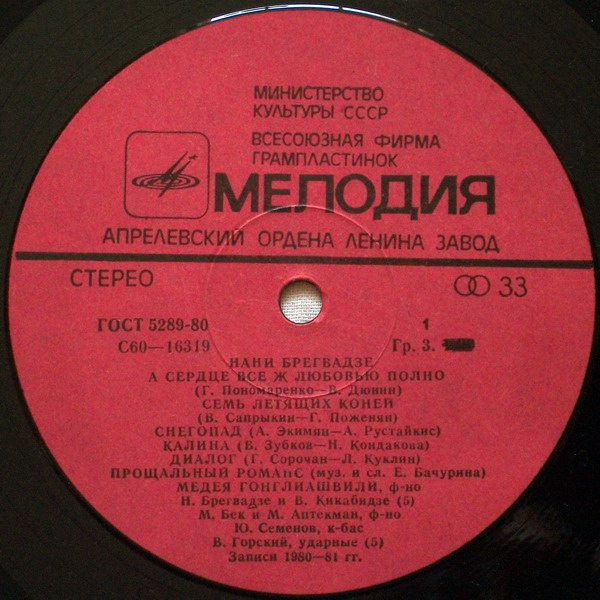 МИНИСТЕРСТВО
КУЛЬТУРЫ СССР
ВСЕСОЮЗНАЯ ФИРМА
ГРАМПЛАСТИНОК
МЕЛОДИЯ
АПРЕЛЕВСКИЙ ОРДЕНА ЛЕНИНА ЗАВОД
СТЕРЕО
33
ГОСТ 5289-80
1
С60—16319
Гр. 3.
НАНИ БРЕГВАДЗЕ
А СЕРДЦЕ ВСЕ Ж ЛЮБОВЬЮ ПОЛНО
(Г. Пономаренко—В. Дюнин)
СЕМЬ ЛЕТЯЩИХ КОНЕЙ
(В. Сапрыкин—Г. Поженян)
СНЕГОПАД (А. Экимян—А. Рустайкис)
КАЛИНА (В. Зубков—Н. Кондакова)
ДИАЛОГ (Г. Сорочан—Л. Куклин)
ПРОЩАЛЬНЫЙ РОМАНС (муз. и сл. Е. Бачурина)
МЕДЕЯ ГОНГЛИАШВИЛИ, ф-но
Н. Брегвадзе и В. Кикабидзе (5)
М. Бек и М. Аптекман, ф-но
Ю. Семенов, к-бас
В. Горский, ударные (5)
Записи 1980—81 гг.